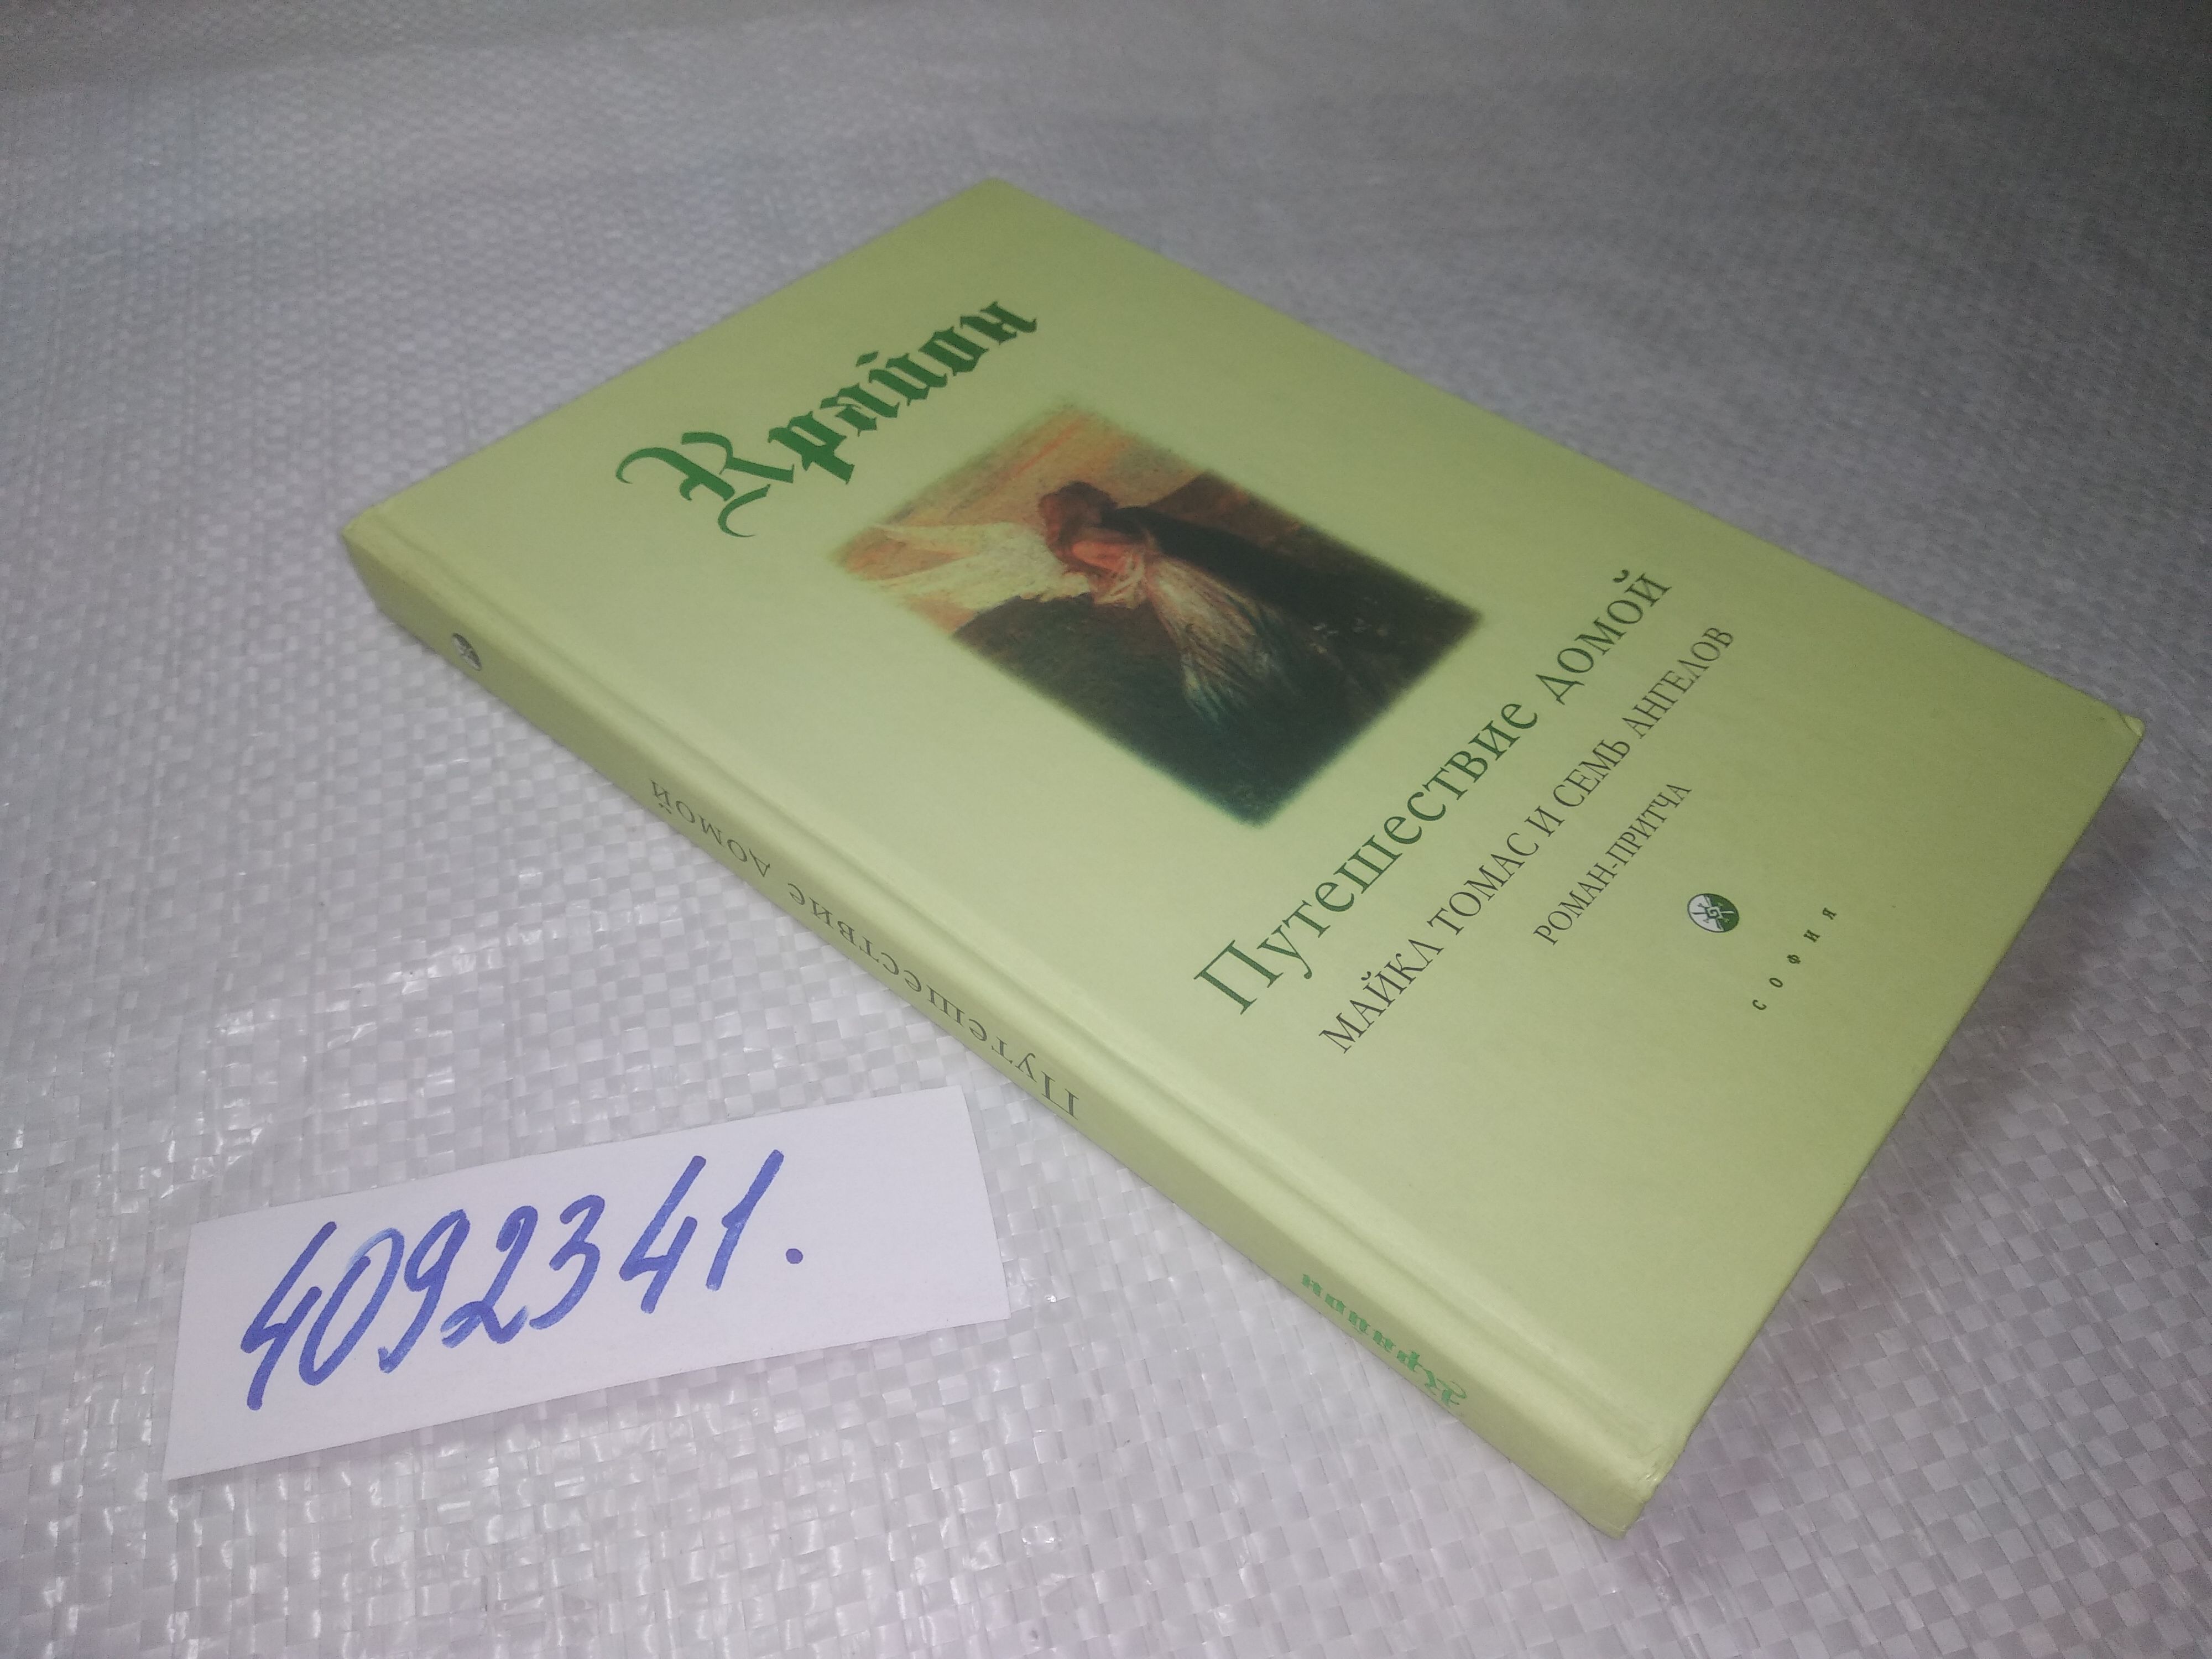 Крайон
Путешествие домой
МАЙКЛ ТОМАС И СЕМЬ АНГЕЛОВ
РОМАН-ПРИТЧА
СОФИЯ
Крайон
Путешествие домой
4092341.